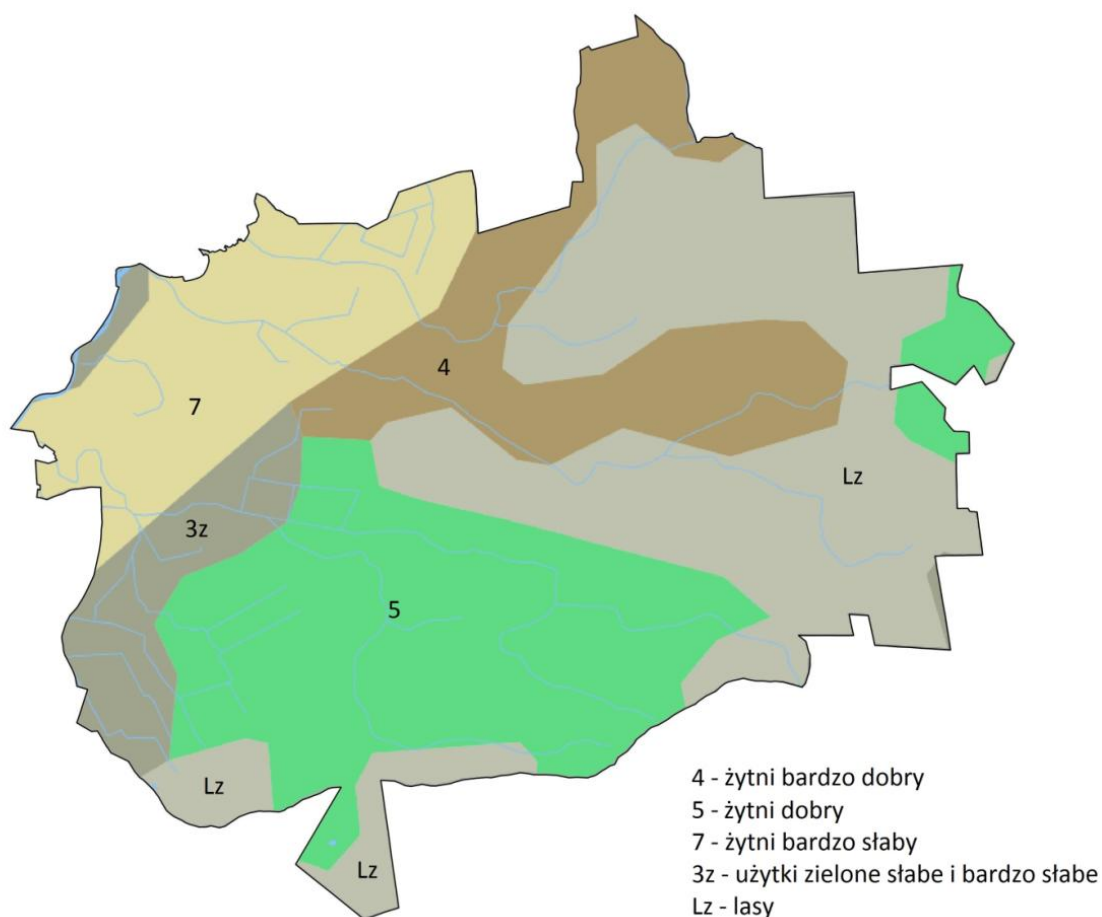 4
7
Lz
3z
5
Lz
Lz
4 - żytni bardzo dobry
5 - żytni dobry
7 - żytni bardzo słaby
3z - użytki zielone słabe i bardzo słabe
Lz - lasy